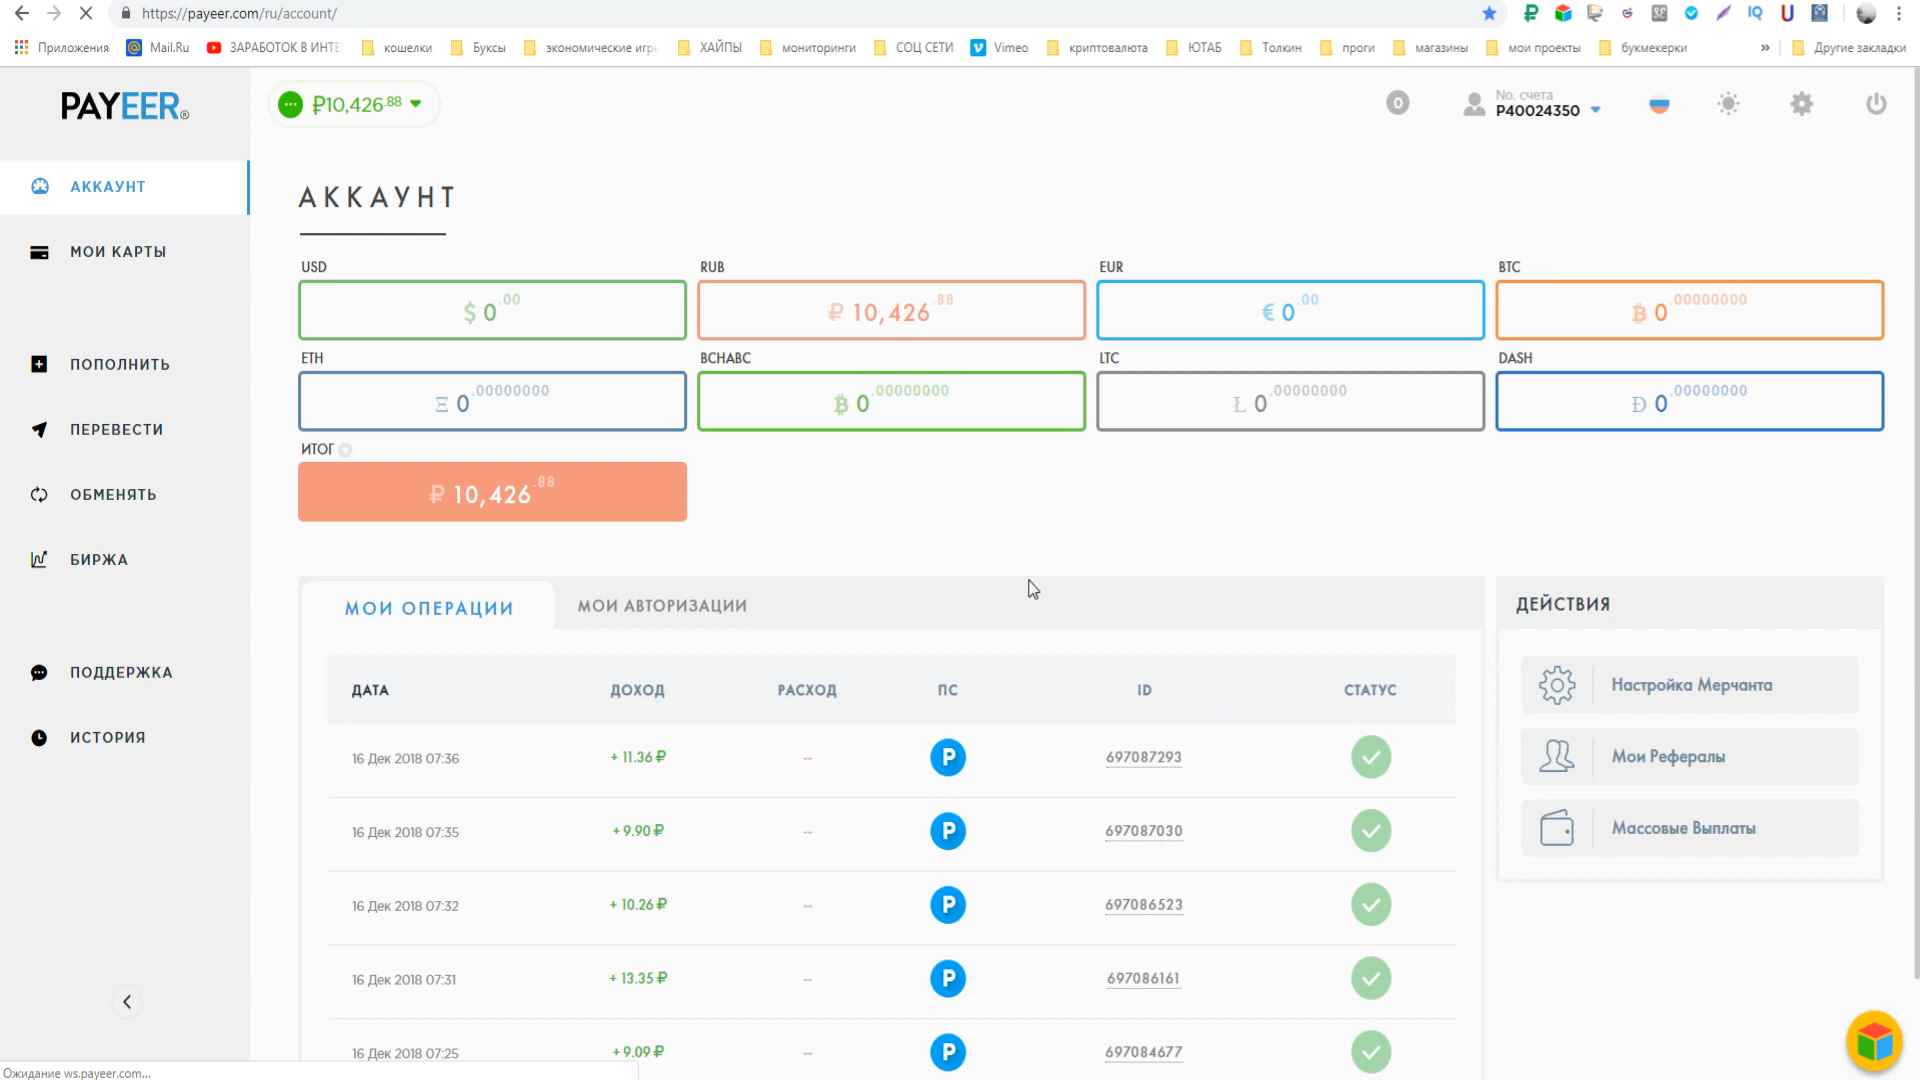 https://payeer.com/ru/account/
Приложения
Mail.Ru
ЗАРАБОТОК В ИНТЕ
кошелки
Буксы
экономические игр
ХАЙПЫ
мониторинги
СОЦ СЕТИ
Vimeo
криптовалюта
ЮТАБ
Толкин
проги
магазины
мои проекты
букмекерки
»
Другие закладки
PAYEER®
₽10,426.88
0
No. счета
P40024350
АККАУНТ
МОИ КАРТЫ
ПОПОЛНИТЬ
ПЕРЕВЕСТИ
ОБМЕНЯТЬ
БИРЖА
ПОДДЕРЖКА
ИСТОРИЯ
АККАУНТ
USD
RUB
EUR
BTC
$ 0.00
₽ 10,426.88
€ 0.00
₿ 0.00000000
ETH
BCHABC
LTC
DASH
Ξ 0.00000000
₿ 0.00000000
Ł 0.00000000
Đ 0.00000000
ИТОГ
₽ 10,426.88
МОИ ОПЕРАЦИИ
МОИ АВТОРИЗАЦИИ
ДАТА ДОХОД РАСХОД ПС ID СТАТУС
16 Дек 2018 07:36 + 11.36 ₽ -- P 697087293
16 Дек 2018 07:35 + 9.90 ₽ -- P 697087030
16 Дек 2018 07:32 + 10.26 ₽ -- P 697086523
16 Дек 2018 07:31 + 13.35 ₽ -- P 697086161
16 Дек 2018 07:25 + 9.09 ₽ -- P 697084677
ДЕЙСТВИЯ
Настройка Мерчанта
Мои Рефералы
Массовые Выплаты
Ожидание ws.payeer.com...